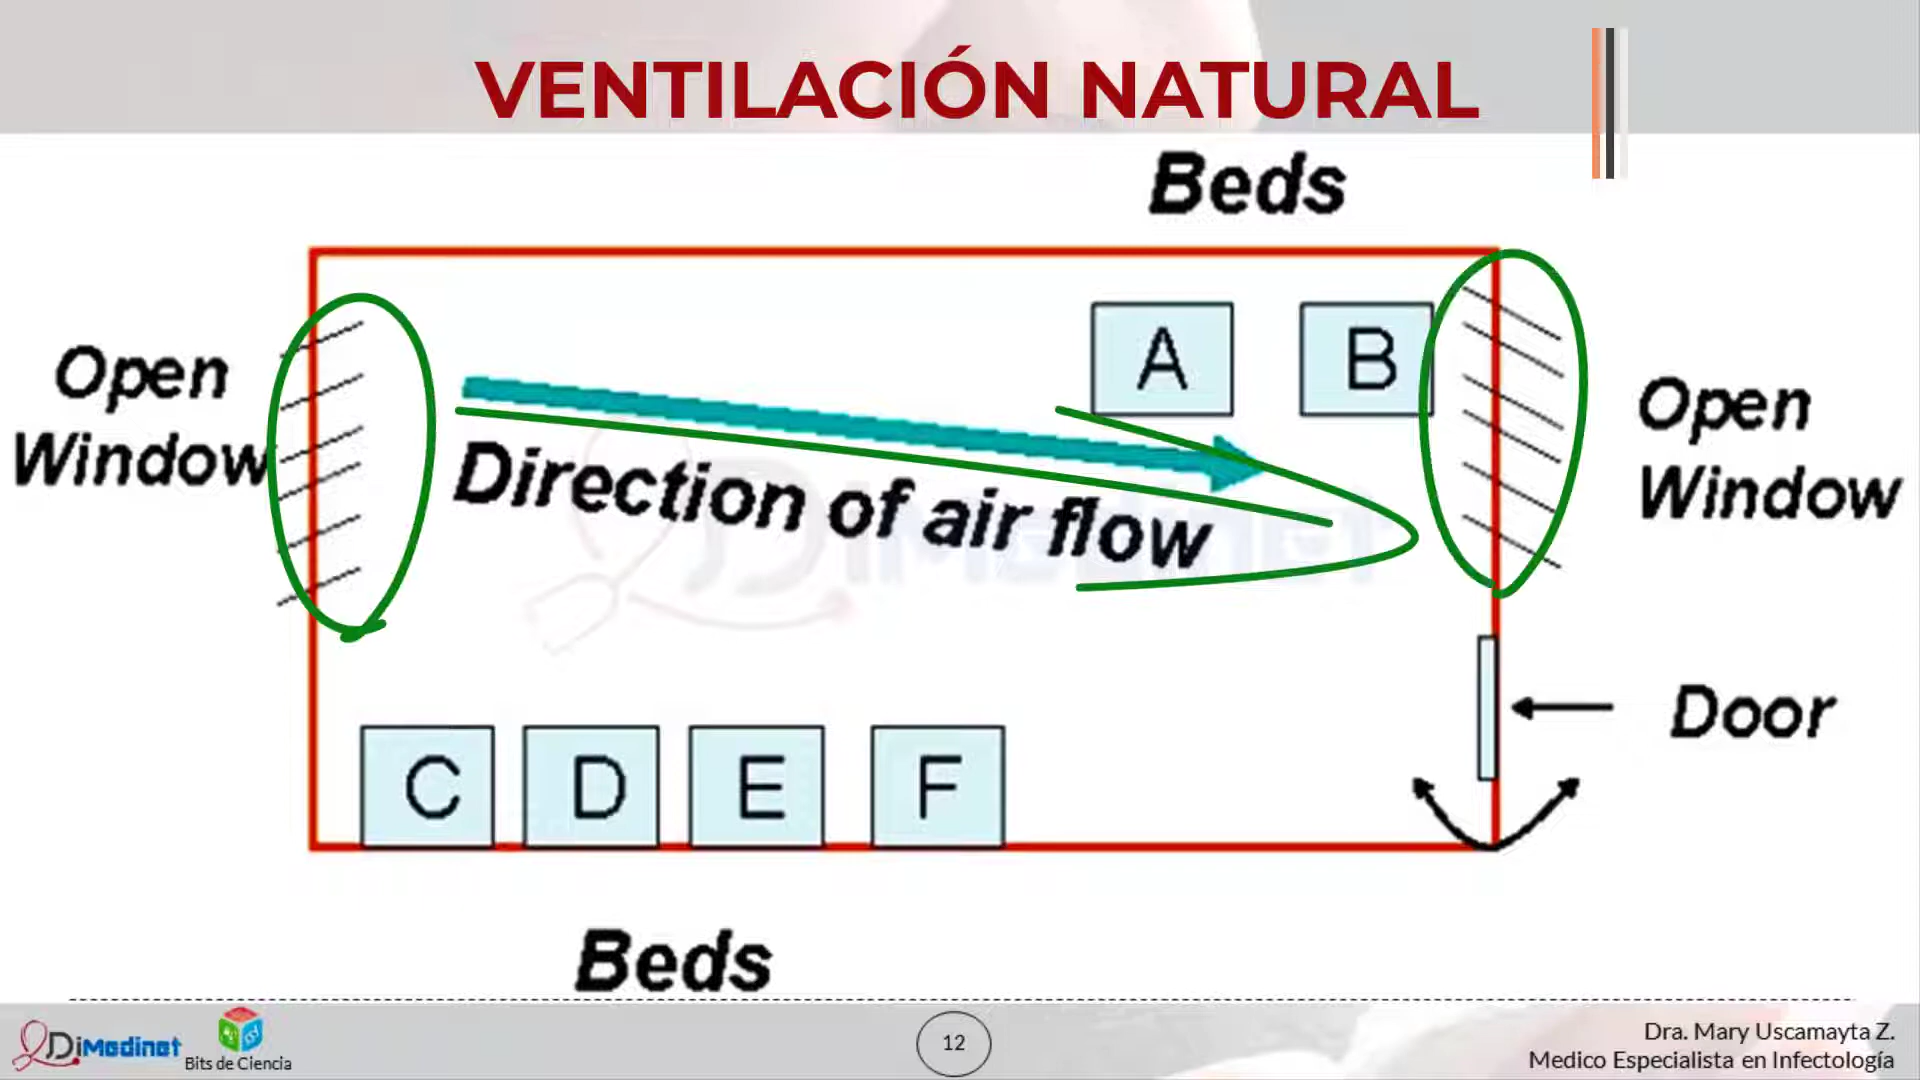 VENTILACIÓN NATURAL
Beds
A
B
Open
Window
Open
Window
Direction of air flow
DiMedinet
Door
C
D
E
F
Beds
DiMedinet
Bits de Ciencia
12
Dra. Mary Uscamayta Z.
Medico Especialista en Infectología